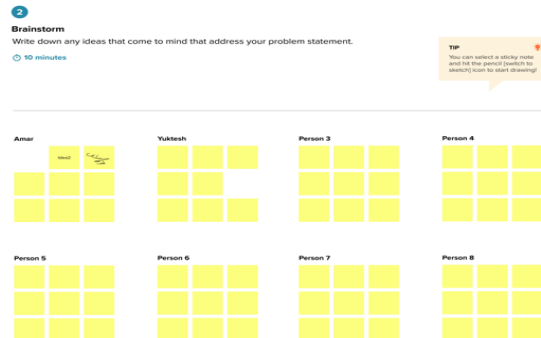 2
Brainstorm
Write down any ideas that come to mind that address your problem statement.
10 minutes
TIP
You can select a sticky note
and hit the pencil [switch to
sketch] icon to start drawing!
Amar
Yuktesh
Person 3
Person 4
Person 5
Person 6
Person 7
Person 8